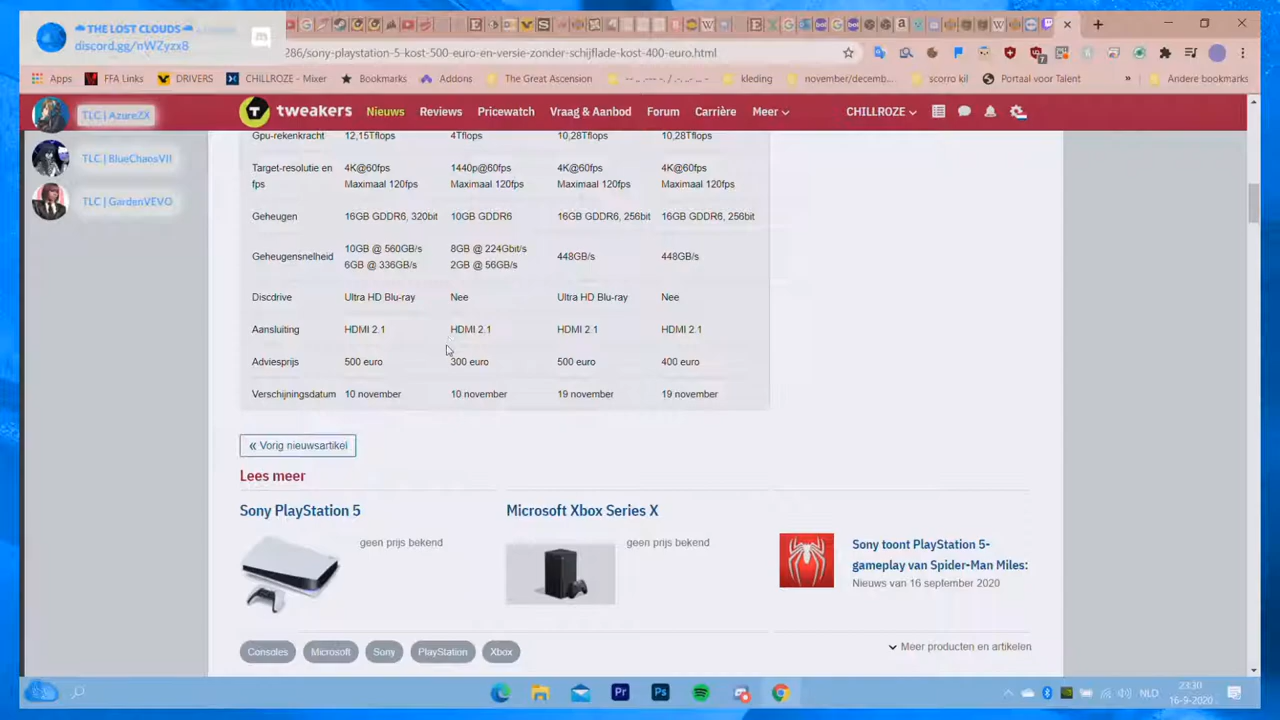 THE LOST CLOUDS
discord.gg/nWZyzx8
286/sony-playstation-5-kost-500-euro-en-versie-zonder-schijflade-kost-400-euro.html
Apps FFA Links DRIVERS CHILLROZE - Mixer Bookmarks Addons The Great Ascension kleding november/decemb... scorro kil Portaal voor Talent » Andere bookmarks
TLC | AzureZX
TLC | BlueChaosVII
TLC | GardenVEVO
tweakers Nieuws Reviews Pricewatch Vraag & Aanbod Forum Carrière Meer CHILLROZE
Gpu-rekenkracht 12,15Tflops 4Tflops 10,28Tflops 10,28Tflops
Target-resolutie en 4K@60fps 1440p@60fps 4K@60fps 4K@60fps
fps Maximaal 120fps Maximaal 120fps Maximaal 120fps Maximaal 120fps
Geheugen 16GB GDDR6, 320bit 10GB GDDR6 16GB GDDR6, 256bit 16GB GDDR6, 256bit
Geheugensnelheid 10GB @ 560GB/s 8GB @ 224Gbit/s 448GB/s 448GB/s
6GB @ 336GB/s 2GB @ 56GB/s
Discdrive Ultra HD Blu-ray Nee Ultra HD Blu-ray Nee
Aansluiting HDMI 2.1 HDMI 2.1 HDMI 2.1 HDMI 2.1
Adviesprijs 500 euro 300 euro 500 euro 400 euro
Verschijningsdatum 10 november 10 november 19 november 19 november
« Vorig nieuwsartikel
Lees meer
Sony PlayStation 5
geen prijs bekend
Microsoft Xbox Series X
geen prijs bekend
Sony toont PlayStation 5-
gameplay van Spider-Man Miles:
Nieuws van 16 september 2020
Consoles Microsoft Sony PlayStation Xbox
Meer producten en artikelen
Pr Ps NLD 23:30
16-9-2020